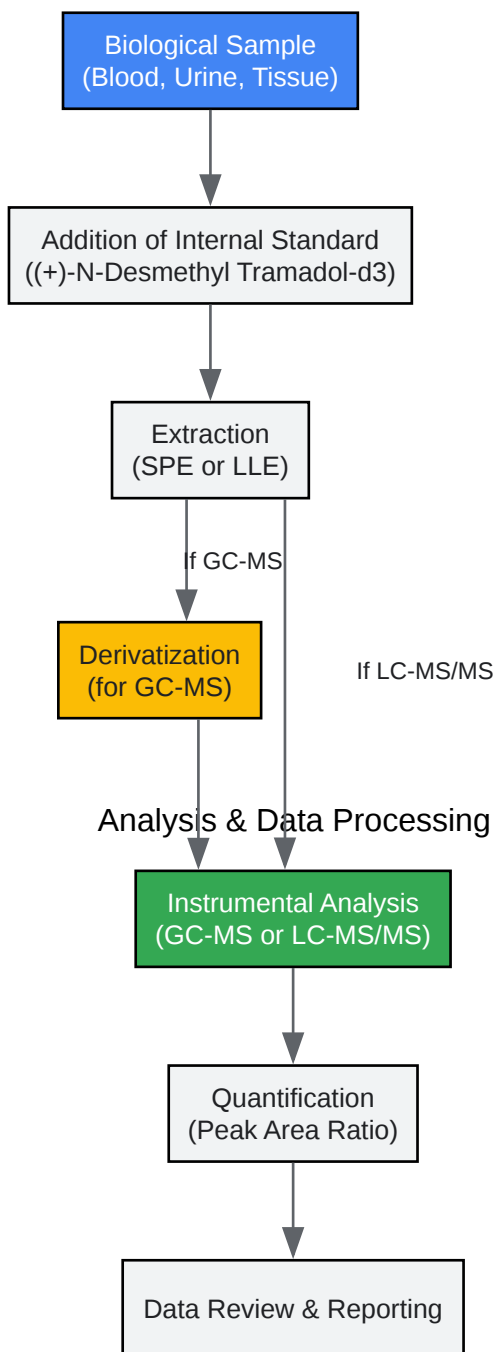 Biological Sample
(Blood, Urine, Tissue)
Addition of Internal Standard
((+)-N-Desmethyl Tramadol-d3)
Extraction
(SPE or LLE)
If GC-MS
Derivatization
(for GC-MS)
If LC-MS/MS
Analysis & Data Processing
Instrumental Analysis
(GC-MS or LC-MS/MS)
Quantification
(Peak Area Ratio)
Data Review & Reporting